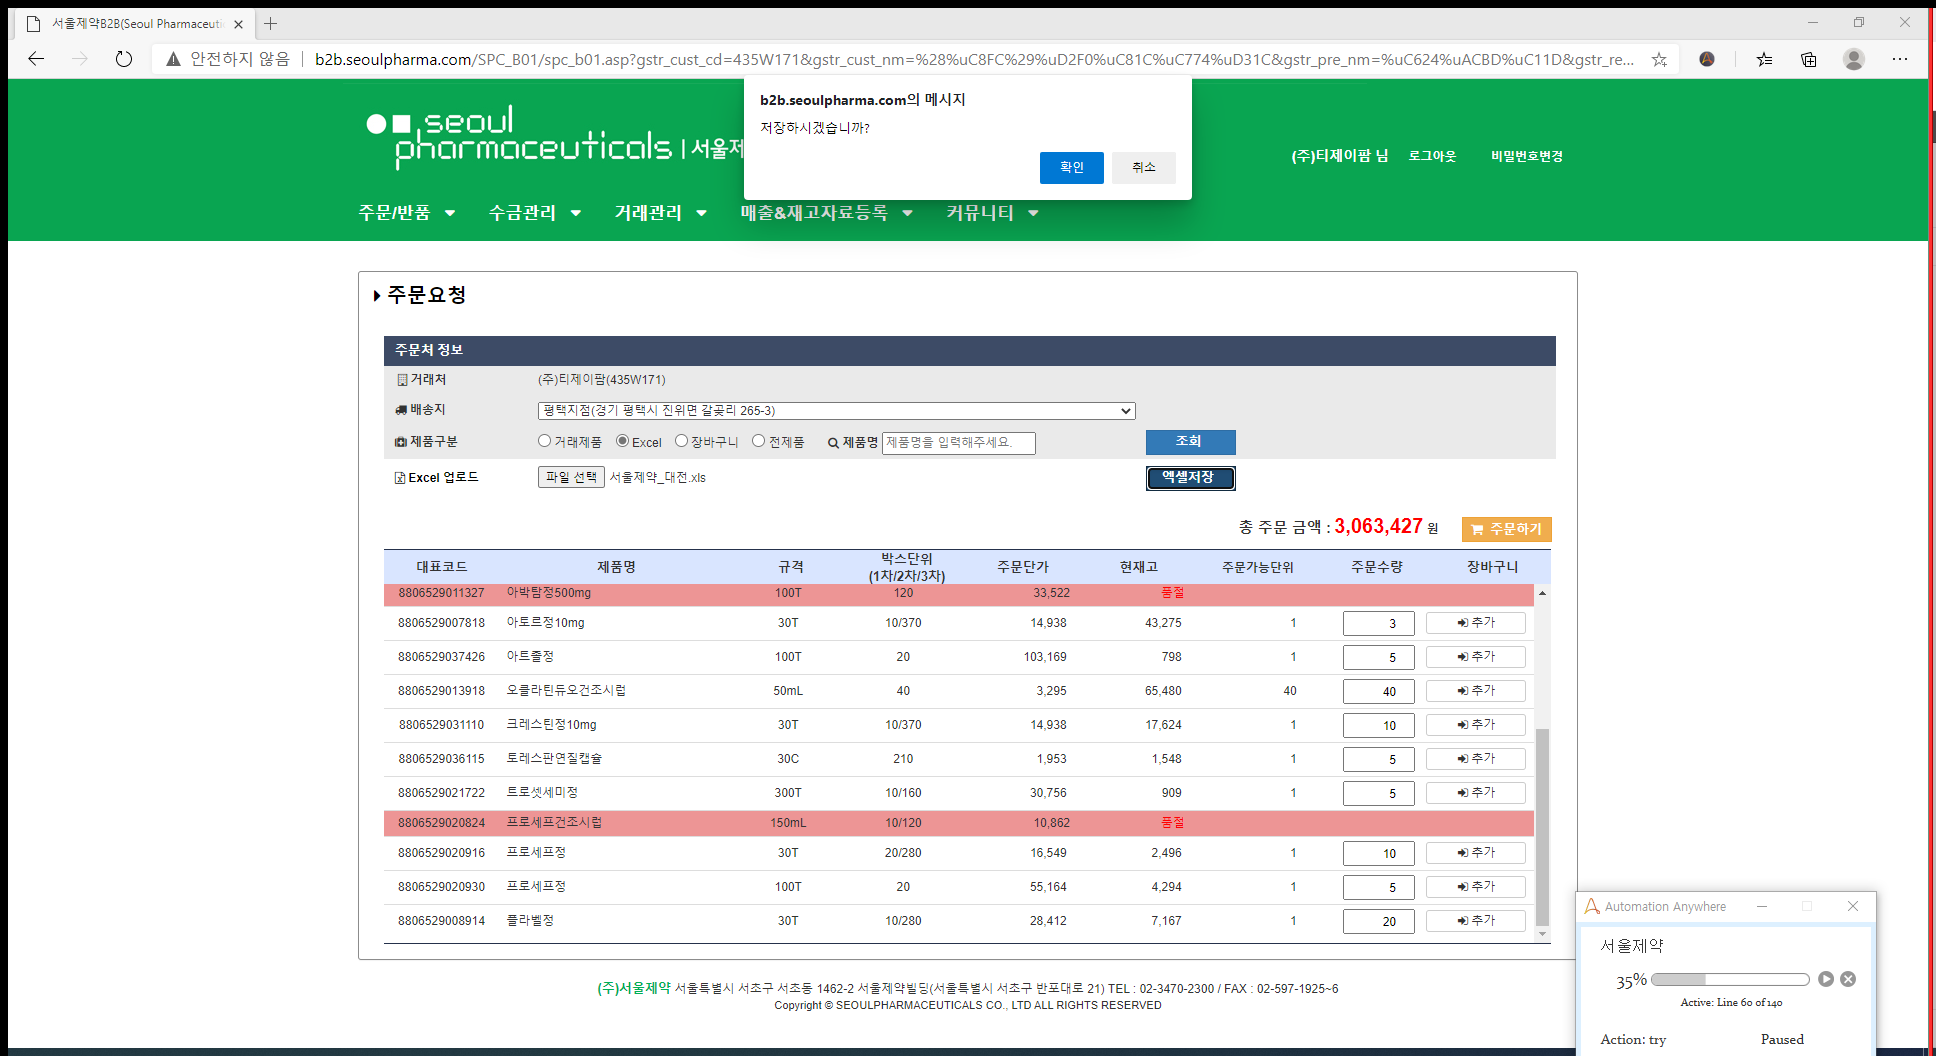 서울제약B2B(Seoul Pharmaceuti
안전하지 않음 | b2b.seoulpharma.com/SPC_B01/spc_b01.asp?gstr_cust_cd=435W171&gstr_cust_nm=%28%uC8FC%29%uD2F0%uC81C%uC774%uD31C&gstr_pre_nm=%uC624%uACBD%uC11D&gstr_re...
b2b.seoulpharma.com의 메시지
저장하시겠습니까?
확인 취소
seoul
pharmaceuticals | 서울제
(주)티제이팜 님 로그아웃 비밀번호변경
주문/반품 수금관리 거래관리 매출&재고자료등록 커뮤니티
주문요청
주문처 정보
거래처 (주)티제이팜(435W171)
배송지 평택지점(경기 평택시 진위면 갈곶리 265-3)
제품구분 거래제품 Excel 장바구니 전제품 제품명 제품명을 입력해주세요. 조회
Excel 업로드 파일 선택 서울제약_대전.xls 엑셀저장
총 주문 금액 : 3,063,427 원 주문하기
대표코드 제품명 규격 박스단위 (1차/2차/3차) 주문단가 현재고 주문가능단위 주문수량 장바구니
8806529011327 아박탐정500mg 100T 120 33,522 품절
8806529007818 아토르정10mg 30T 10/370 14,938 43,275 1 3 추가
8806529037426 아트졸정 100T 20 103,169 798 1 5 추가
8806529013918 오클라틴듀오건조시럽 50mL 40 3,295 65,480 40 40 추가
8806529031110 크레스틴정10mg 30T 10/370 14,938 17,624 1 10 추가
8806529036115 토레스판연질캡슐 30C 210 1,953 1,548 1 5 추가
8806529021722 트로셋세미정 300T 10/160 30,756 909 1 5 추가
8806529020824 프로세프건조시럽 150mL 10/120 10,862 품절
8806529020916 프로세프정 30T 20/280 16,549 2,496 1 10 추가
8806529020930 프로세프정 100T 20 55,164 4,294 1 5 추가
8806529008914 플라벨정 30T 10/280 28,412 7,167 1 20 추가
(주)서울제약 서울특별시 서초구 서초동 1462-2 서울제약빌딩(서울특별시 서초구 반포대로 21) TEL : 02-3470-2300 / FAX : 02-597-1925~6
Copyright © SEOULPHARMACEUTICALS CO., LTD ALL RIGHTS RESERVED
Automation Anywhere
서울제약
35%
Active: Line 60 of 140
Action: try Paused